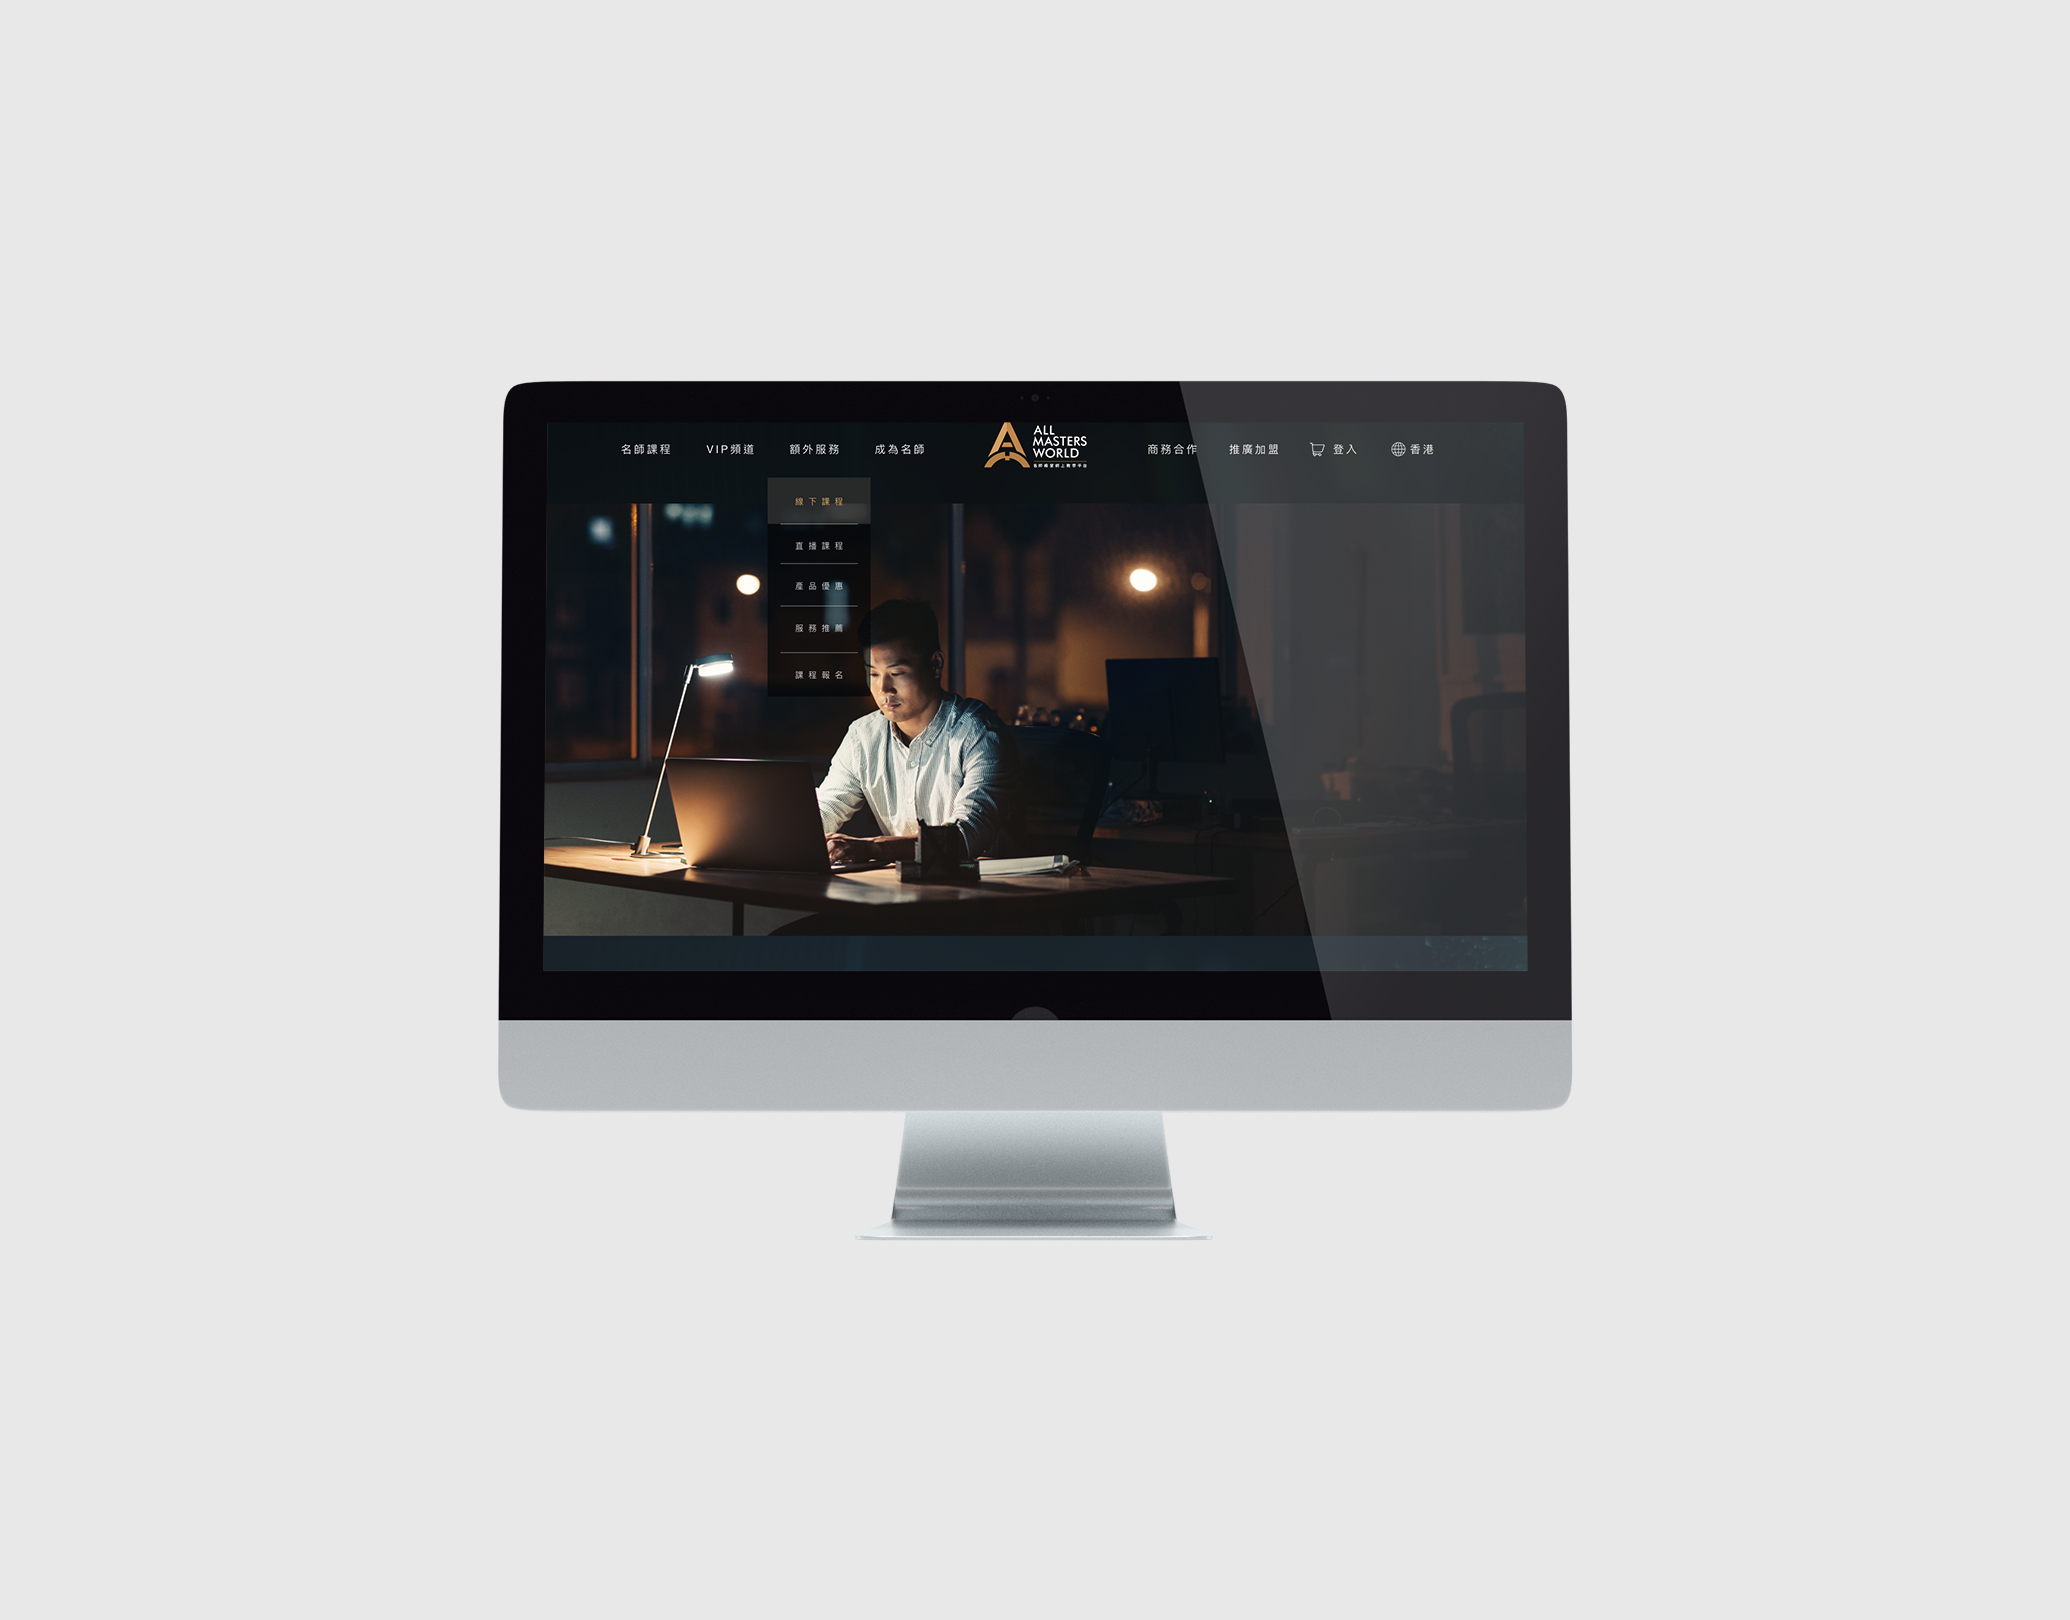 名師課程
VIP頻道
額外服務
成為名師
ALL
MASTERS
WORLD
商務合作
推廣加盟
登入
香港
線下課程
直播課程
產品優惠
服務推薦
課程報名